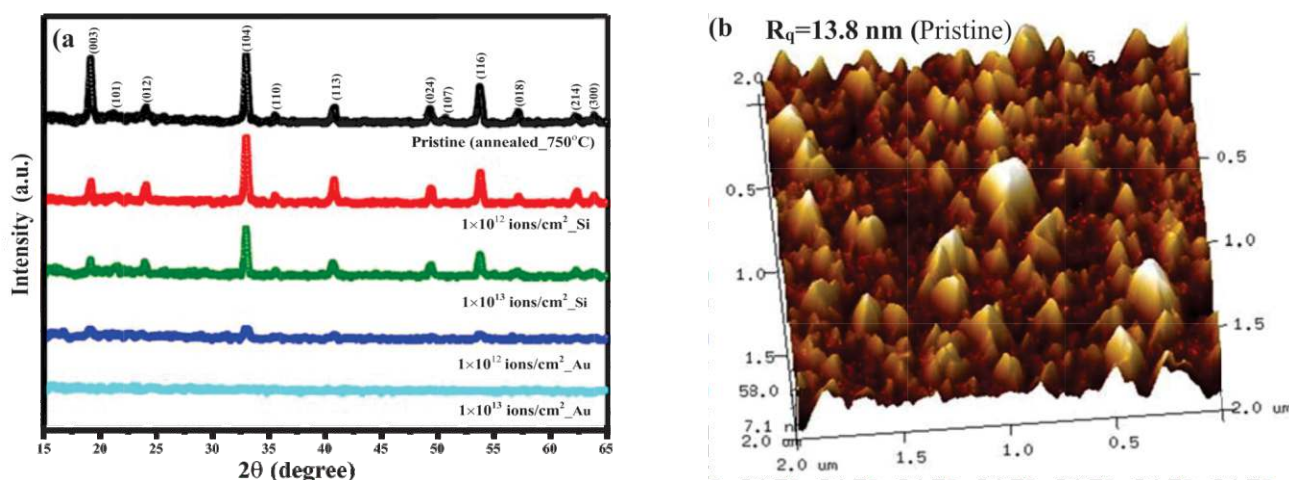 (a
(003)
(101)
(012)
(104)
(110)
(113)
(024)
(107)
(116)
(018)
(214)
(300)
Pristine (annealed_750°C)
1×10¹² ions/cm²_Si
1×10¹³ ions/cm²_Si
1×10¹² ions/cm²_Au
1×10¹³ ions/cm²_Au
Intensity (a.u.)
15 20 25 30 35 40 45 50 55 60 65
2θ (degree)
(b Rq=13.8 nm (Pristine)
2.0
0.5
1.0
1.5
58.0
7.1
2.0
2.0 um
1.5
1.0
0.5
0.5
1.0
1.5
2.0 um